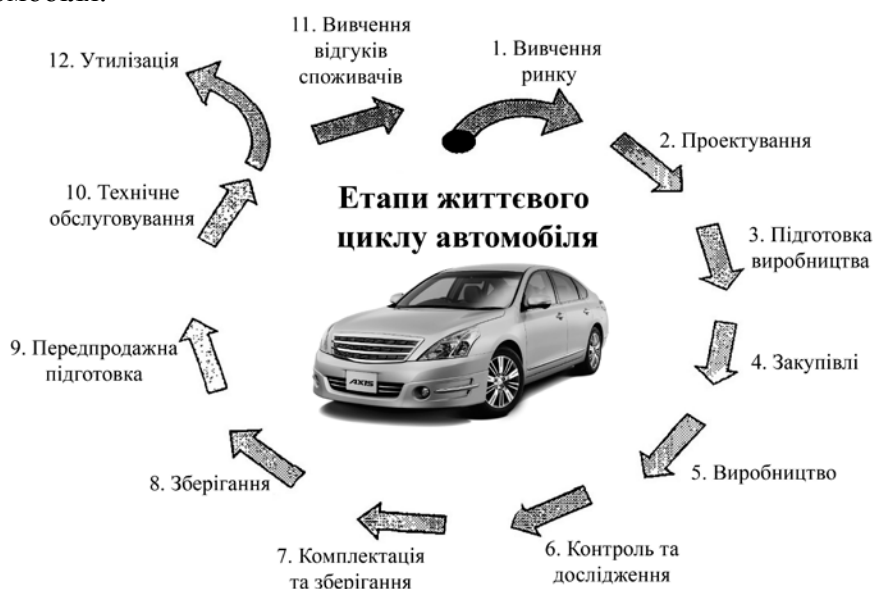 11. Вивчення
відгуків
споживачів
1. Вивчення
ринку
12. Утилізація
2. Проектування
10. Технічне
обслуговування
Етапи життєвого
циклу автомобіля
3. Підготовка
виробництва
9. Передпродажна
підготовка
4. Закупівлі
AXIS
8. Зберігання
5. Виробництво
7. Комплектація
та зберігання
6. Контроль та
дослідження